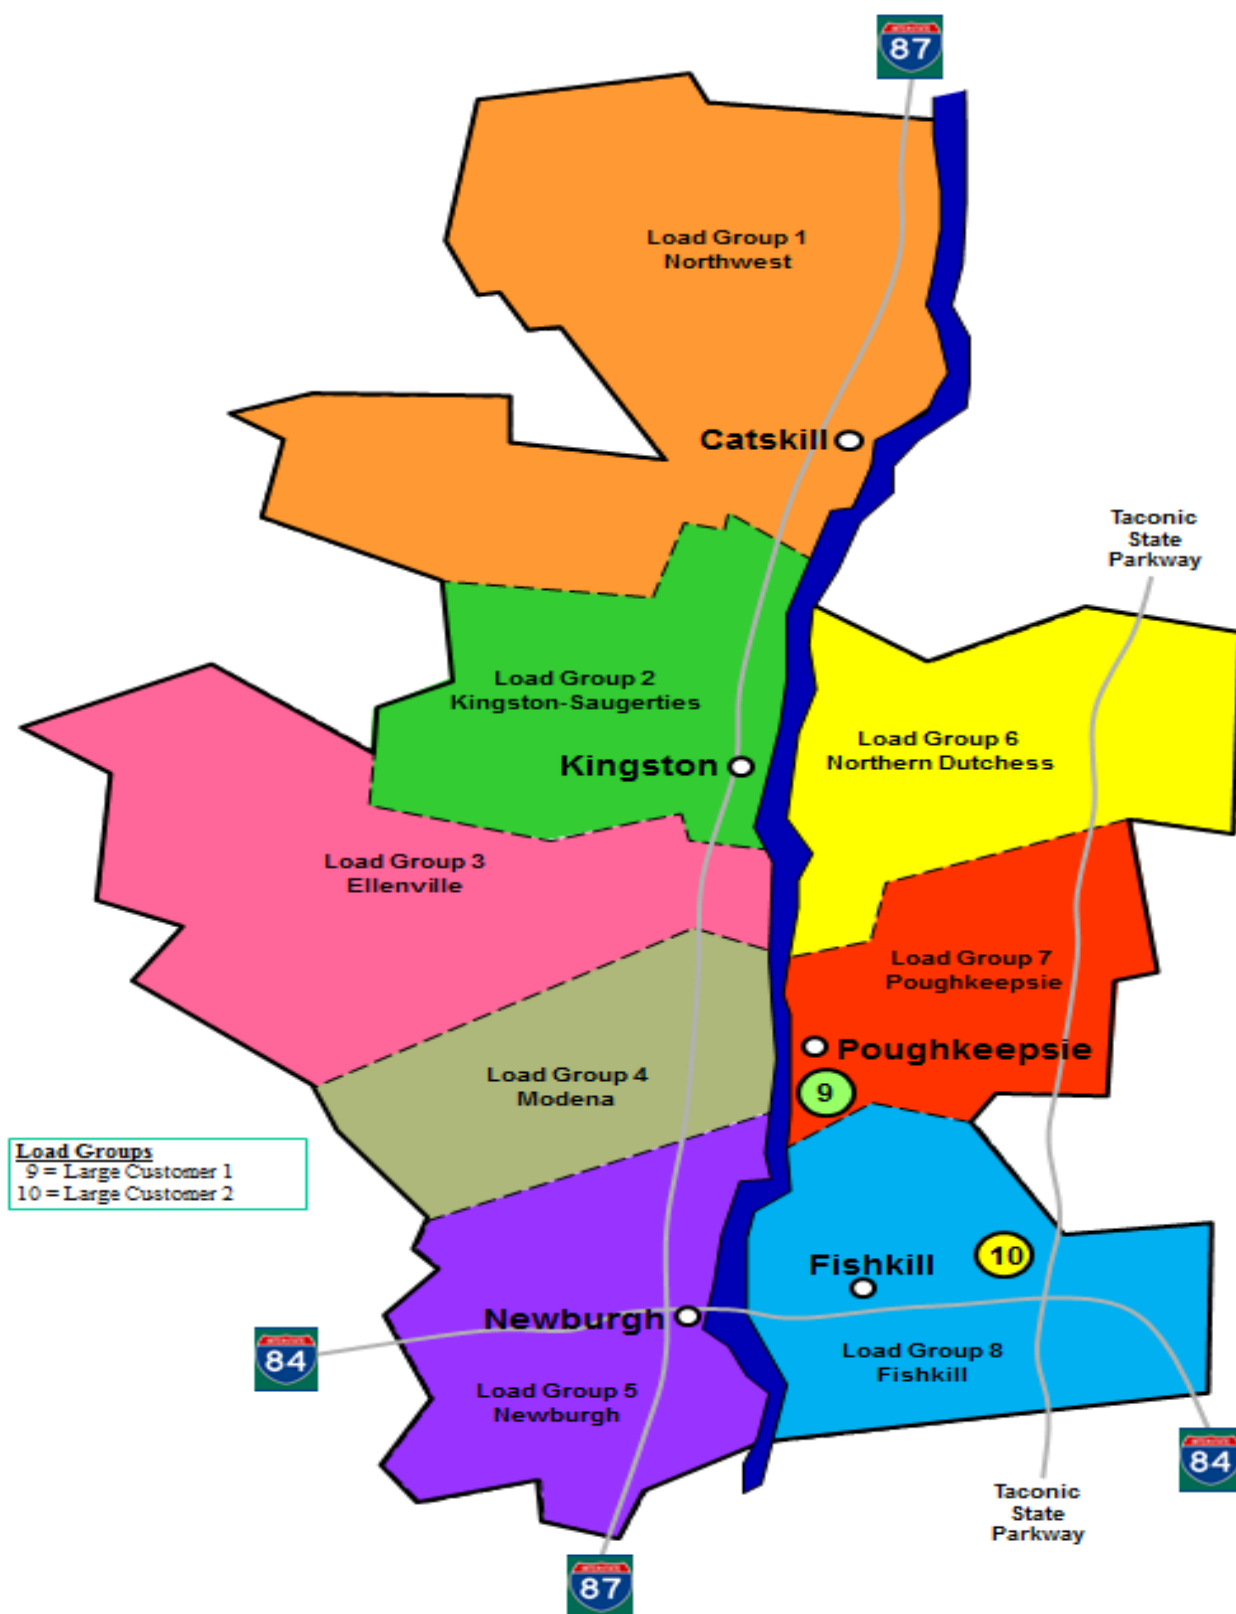 87
Load Group 1
Northwest
Catskill
Taconic
State
Parkway
Load Group 2
Kingston-Saugerties
Kingston
Load Group 6
Northern Dutchess
Load Group 3
Ellenville
Load Group 7
Poughkeepsie
Poughkeepsie
9
Load Group 4
Modena
Load Groups
9 = Large Customer 1
10 = Large Customer 2
10
Fishkill
Newburgh
84
Load Group 8
Fishkill
Load Group 5
Newburgh
84
Taconic
State
Parkway
87